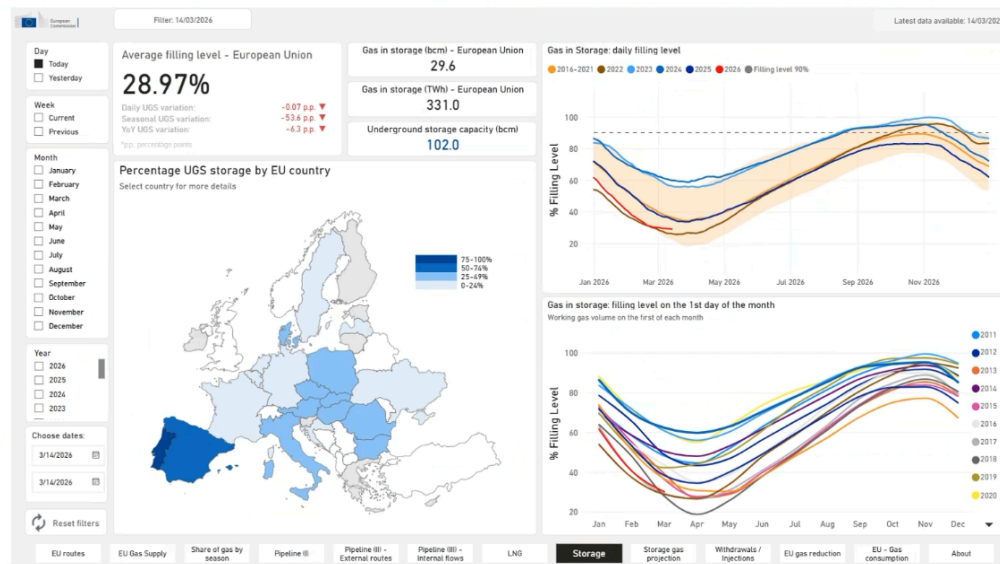 European
Commission
Filter: 14/03/2026
Latest data available: 14/03/202
Day
Today
Yesterday
Week
Current
Previous
Month
January
February
March
April
May
June
July
August
September
October
November
December
Year
2026
2025
2024
2023
Choose dates:
3/14/2026
3/14/2026
Reset filters
Average filling level - European Union
28.97%
Daily UGS variation: -0.07 p.p. ▼
Seasonal UGS variation: -53.6 p.p. ▼
YoY UGS variation: -6.3 p.p. ▼
*pp: percentage points
Gas in storage (bcm) - European Union
29.6
Gas in storage (TWh) - European Union
331.0
Underground storage capacity (bcm)
102.0
Percentage UGS storage by EU country
Select country for more details
75-100%
50-74%
25-49%
0-24%
Gas in Storage: daily filling level
2016-2021 2022 2023 2024 2025 2026 Filling level 90%
% Filling Level
100
80
60
40
20
Jan 2026 Mar 2026 May 2026 Jul 2026 Sep 2026 Nov 2026
Gas in storage: filling level on the 1st day of the month
Working gas volume on the first of each month
% Filling Level
100
80
60
40
20
Jan Feb Mar Apr May Jun Jul Aug Sep Oct Nov Dec
2011
2012
2013
2014
2015
2016
2017
2018
2019
2020
EU routes
EU Gas Supply
Share of gas by
season
Pipeline (I)
Pipeline (II) -
External routes
Pipeline (III) -
Internal flows
LNG
Storage
Storage gas
projection
Withdrawals /
Injections
EU gas reduction
EU - Gas
consumption
About